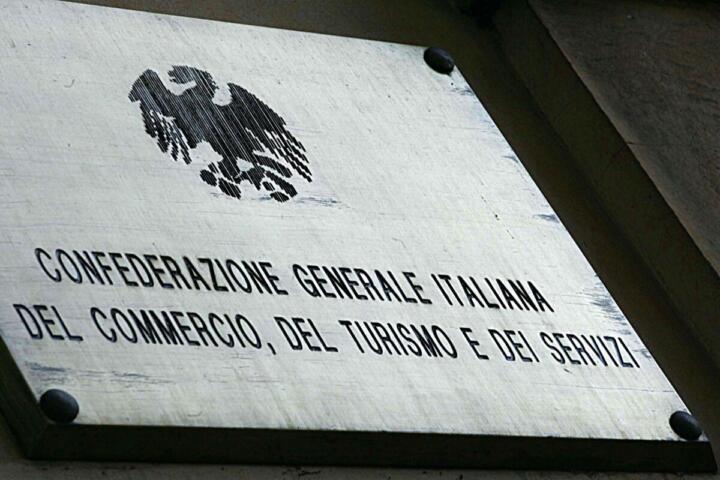 CONFEDERAZIONE GENERALE ITALIANA
DEL COMMERCIO, DEL TURISMO E DEI SERVIZI